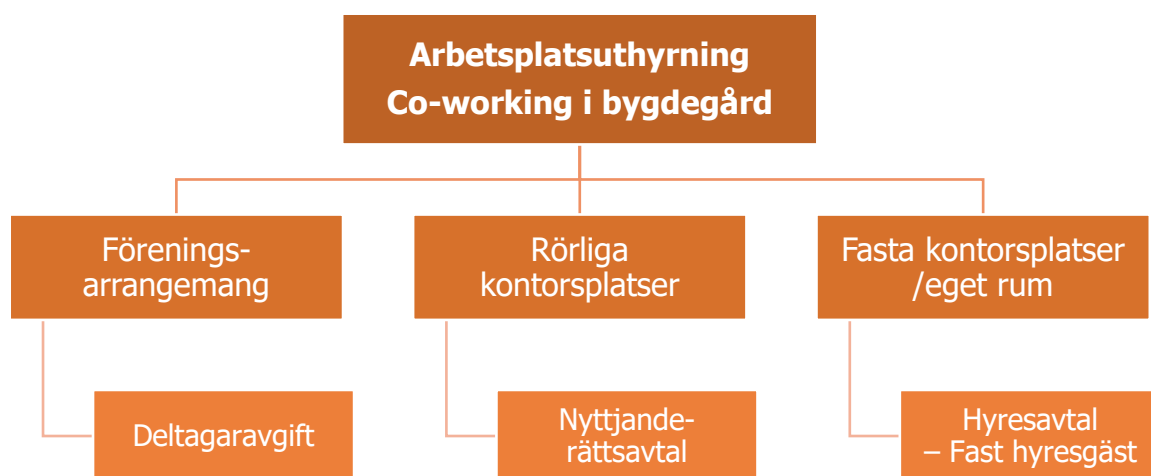 Arbetsplatsuthyrning
Co-working i bygdegård
Förenings-
arrangemang
Rörliga
kontorsplatser
Fasta kontorsplatser
/eget rum
Deltagaravgift
Nyttjande-
rättsavtal
Hyresavtal
– Fast hyresgäst